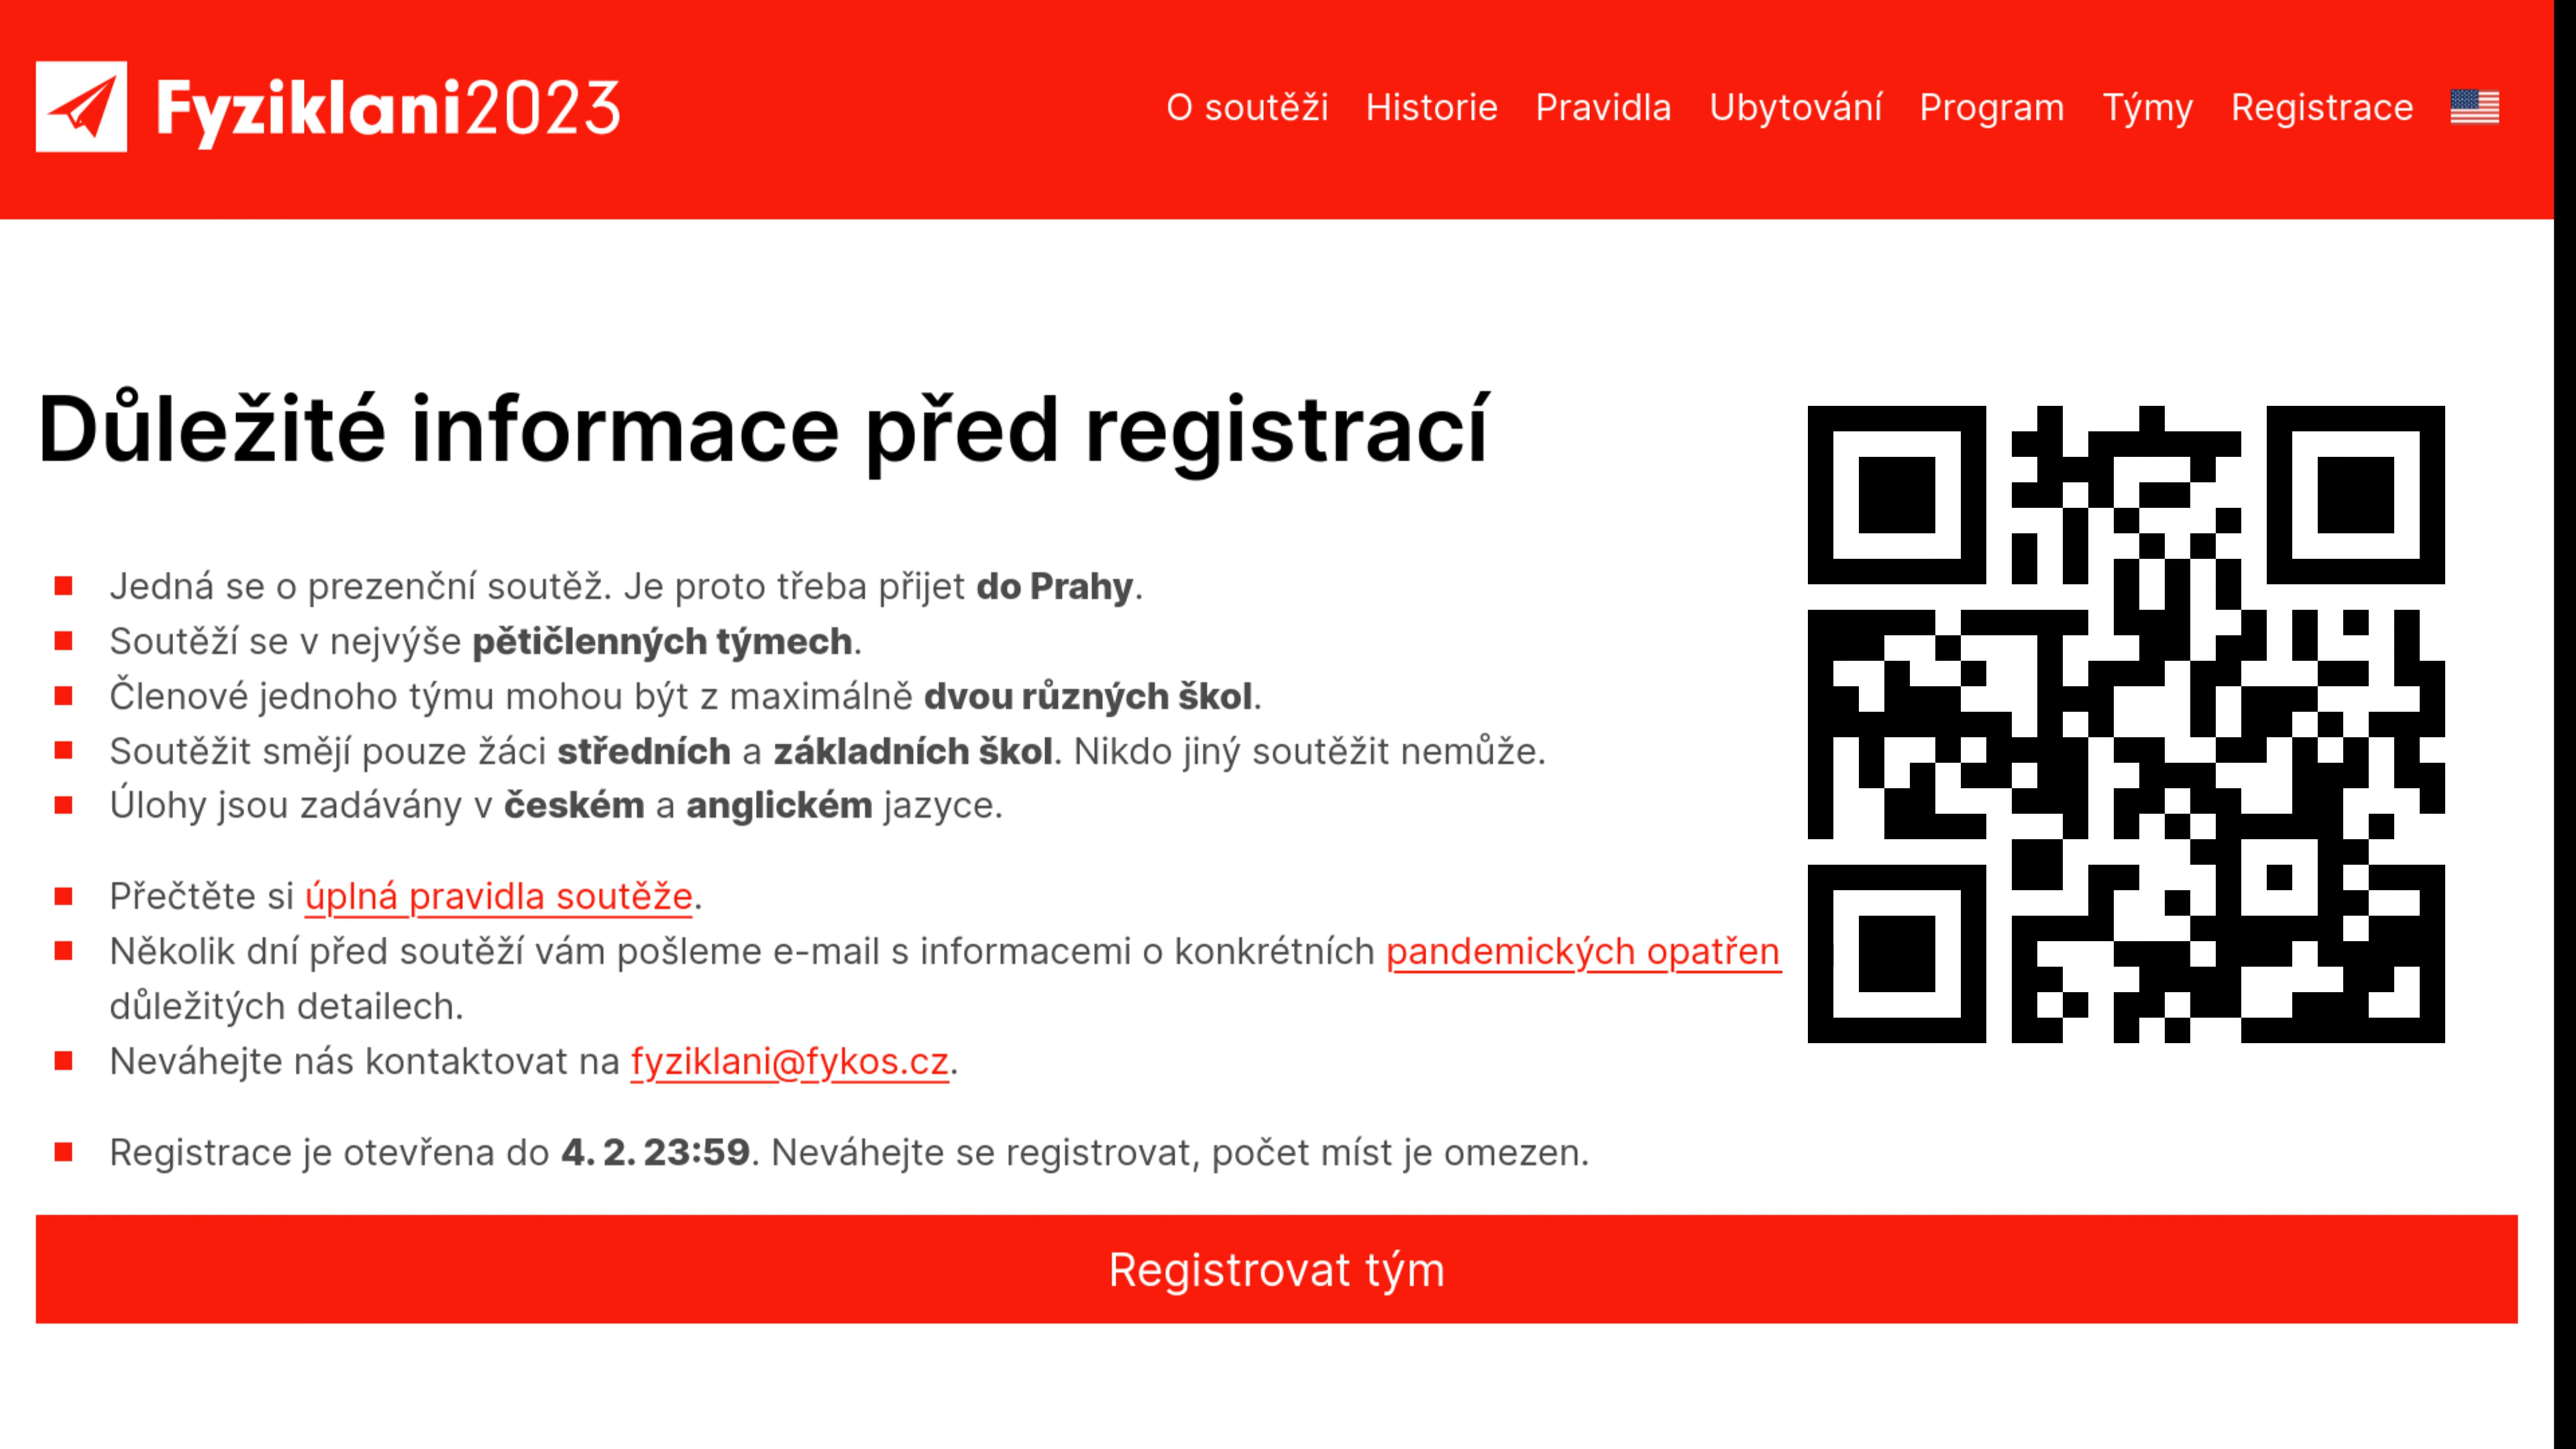 Fyziklani2023
O soutěži Historie Pravidla Ubytování Program Týmy Registrace
Důležité informace před registrací
Jedná se o prezenční soutěž. Je proto třeba přijet do Prahy.
Soutěží se v nejvýše pětičlenných týmech.
Členové jednoho týmu mohou být z maximálně dvou různých škol.
Soutěžit smějí pouze žáci středních a základních škol. Nikdo jiný soutěžit nemůže.
Úlohy jsou zadávány v českém a anglickém jazyce.
Přečtěte si úplná pravidla soutěže.
Několik dní před soutěží vám pošleme e-mail s informacemi o konkrétních pandemických opatřen
důležitých detailech.
Neváhejte nás kontaktovat na fyziklani@fykos.cz.
Registrace je otevřena do 4. 2. 23:59. Neváhejte se registrovat, počet míst je omezen.
Registrovat tým